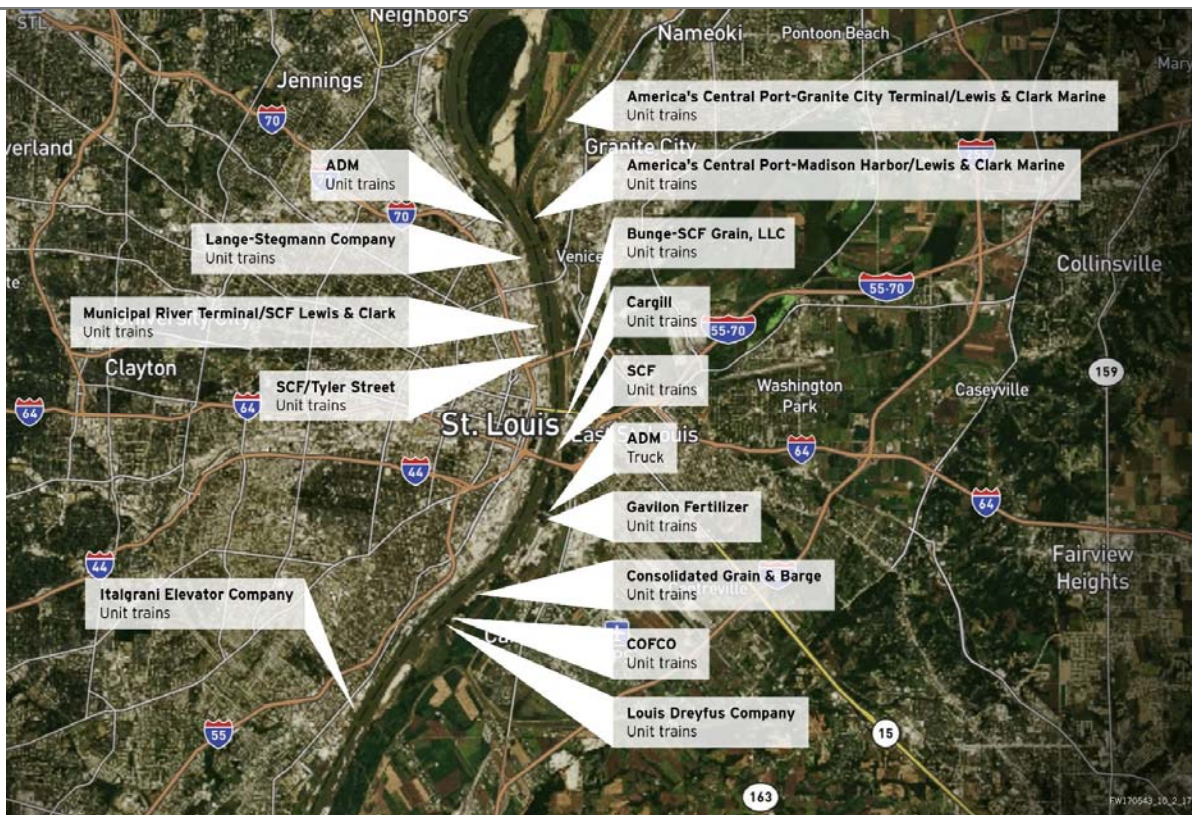 STL
Neighbors
Nameoki
Pontoon Beach
Jennings
Mary
America's Central Port-Granite City Terminal/Lewis & Clark Marine
Unit trains
70
verland
Granite City
ADM
Unit trains
America's Central Port-Madison Harbor/Lewis & Clark Marine
Unit trains
70
Lange-Stegmann Company
Unit trains
Bunge-SCF Grain, LLC
Unit trains
Venice
Collinsville
55-70
Municipal River Terminal/SCF Lewis & Clark
Unit trains
Cargill
Unit trains
55-70
Clayton
SCF/Tyler Street
Unit trains
SCF
Unit trains
Washington
Park
Caseyville
159
64
64
St. Louis
East St. Louis
ADM
Truck
64
44
64
Gavilon Fertilizer
Unit trains
44
Fairview
Heights
Italgrani Elevator Company
Unit trains
Consolidated Grain & Barge
Unit trains
COFCO
Unit trains
Louis Dreyfus Company
Unit trains
55
15
163
FW170543_10_2_17